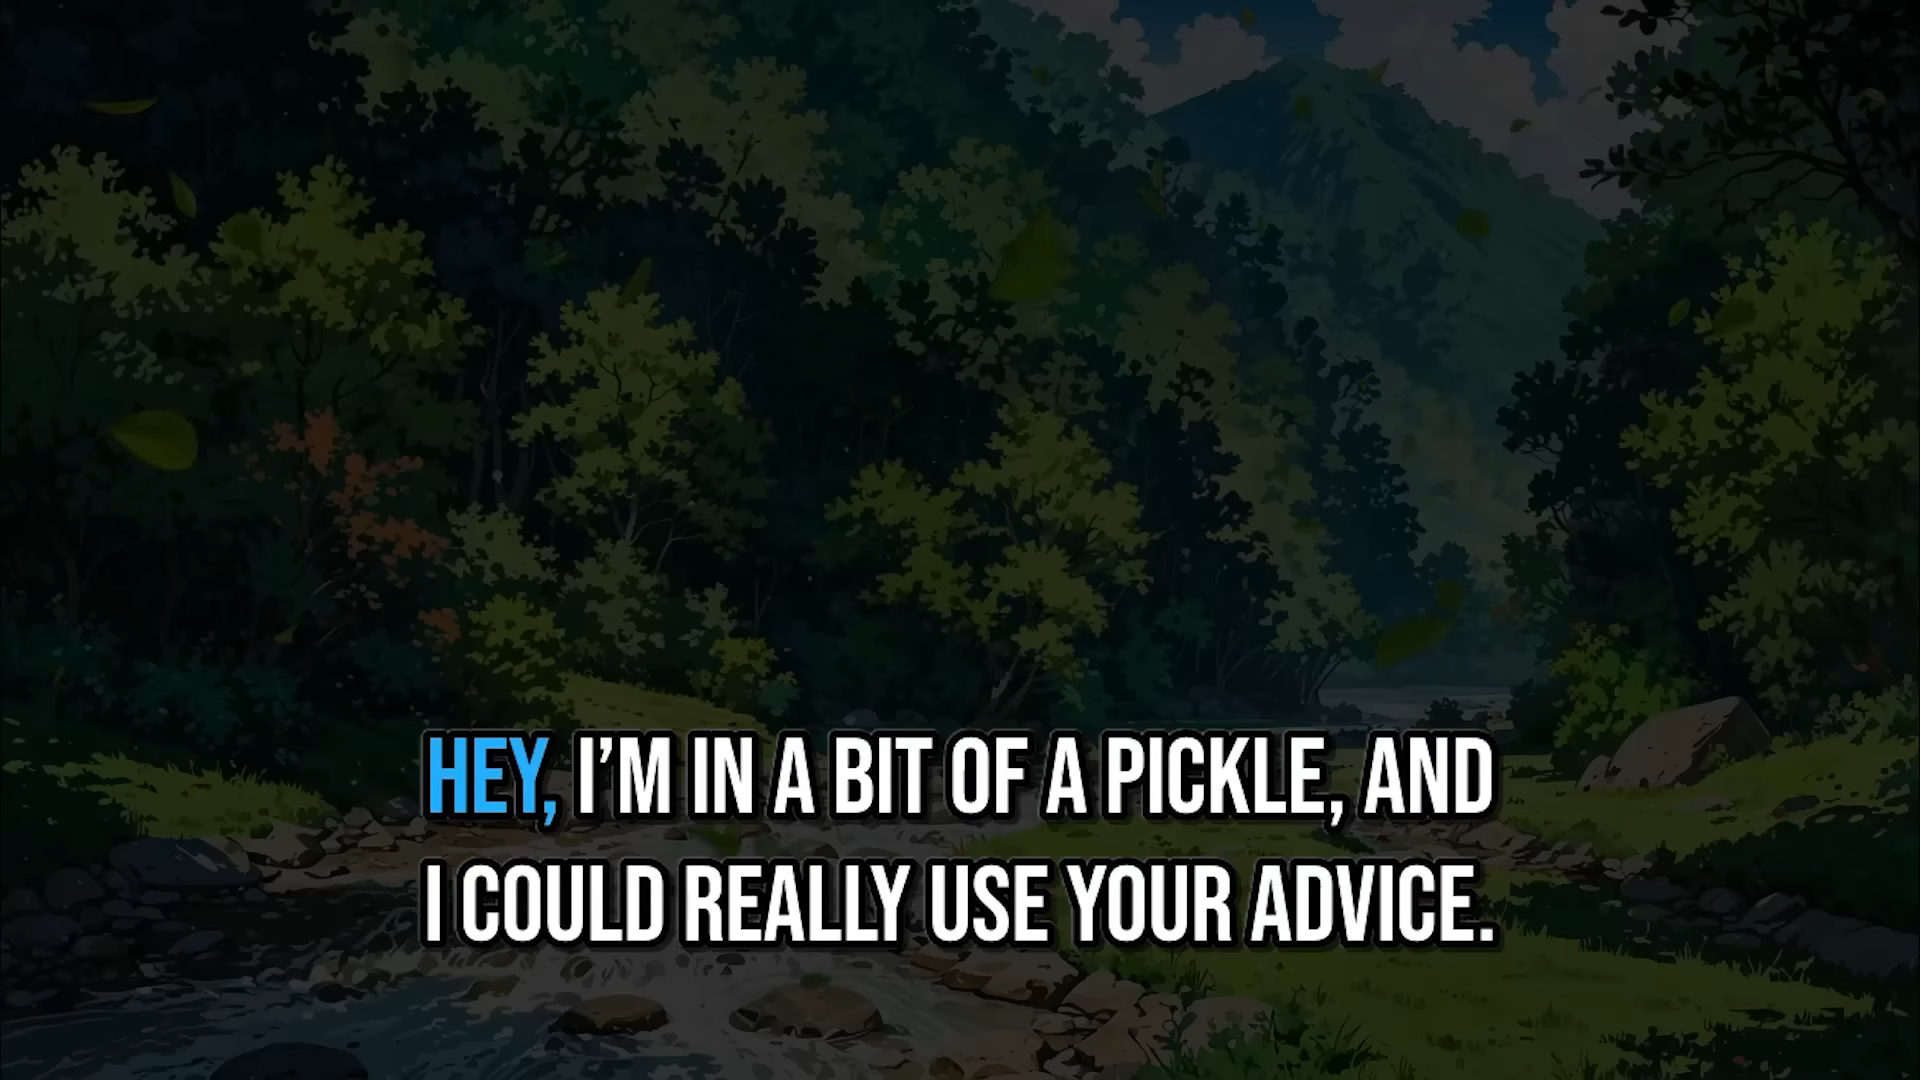 HEY, I’M IN A BIT OF A PICKLE, AND
I COULD REALLY USE YOUR ADVICE.